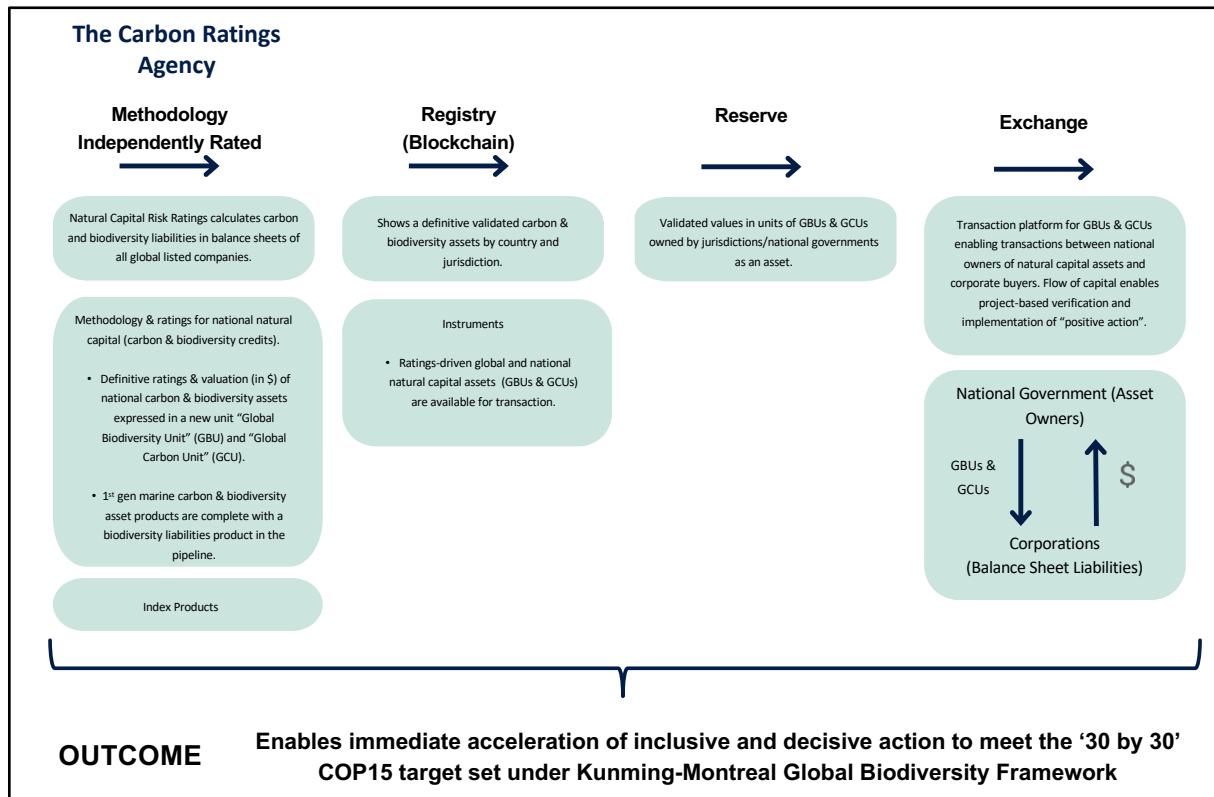 The Carbon Ratings
Agency
Methodology
Independently Rated
Natural Capital Risk Ratings calculates carbon
and biodiversity liabilities in balance sheets of
all global listed companies.
Methodology & ratings for national natural
capital (carbon & biodiversity credits).
• Definitive ratings & valuation (in $) of
national carbon & biodiversity assets
expressed in a new unit “Global
Biodiversity Unit” (GBU) and “Global
Carbon Unit” (GCU).
• 1st gen marine carbon & biodiversity
asset products are complete with a
biodiversity liabilities product in the
pipeline.
Index Products
Registry
(Blockchain)
Shows a definitive validated carbon &
biodiversity assets by country and
jurisdiction.
Instruments
• Ratings-driven global and national
natural capital assets (GBUs & GCUs)
are available for transaction.
Reserve
Validated values in units of GBUs & GCUs
owned by jurisdictions/national governments
as an asset.
Exchange
Transaction platform for GBUs & GCUs
enabling transactions between national
owners of natural capital assets and
corporate buyers. Flow of capital enables
project-based verification and
implementation of “positive action”.
National Government (Asset
Owners)
GBUs &
GCUs
$
Corporations
(Balance Sheet Liabilities)
OUTCOME
Enables immediate acceleration of inclusive and decisive action to meet the ‘30 by 30’
COP15 target set under Kunming-Montreal Global Biodiversity Framework